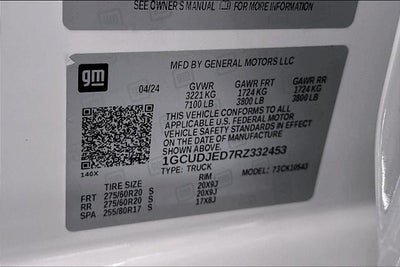 SEE OWNER'S MANUAL FOR MORE INFORMATION
gm
MFD BY GENERAL MOTORS LLC
04/24 GVWR GAWR FRT GAWR RR
3221 KG 1724 KG 1724 KG
7100 LB 3800 LB 3800 LB
THIS VEHICLE CONFORMS TO ALL
APPLICABLE U.S. FEDERAL MOTOR
VEHICLE SAFETY STANDARDS IN EFFECT
ON THE DATE OF MANUFACTURE SHOWN ABOVE.
1GCUDJED7RZ332453
140X TYPE: TRUCK MODEL: 73CK10543
TIRE SIZE RIM
FRT 275/60R20 S 20X9J
RR 275/60R20 S 20X9J
SPA 255/80R17 S 17X8J